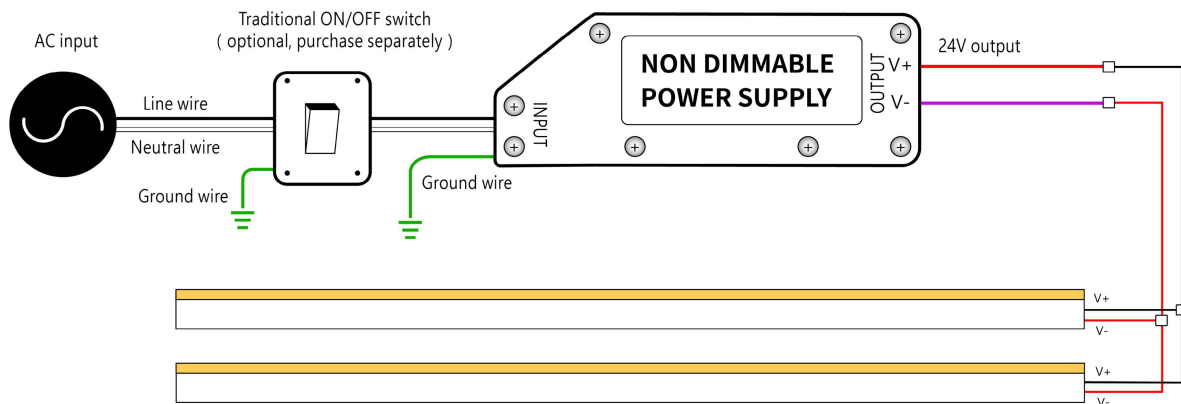 AC input
Traditional ON/OFF switch
( optional, purchase separately )
Line wire
Neutral wire
Ground wire
Ground wire
INPUT
NON DIMMABLE
POWER SUPPLY
OUTPUT
V+
V-
24V output
V+
V-
V+
V-